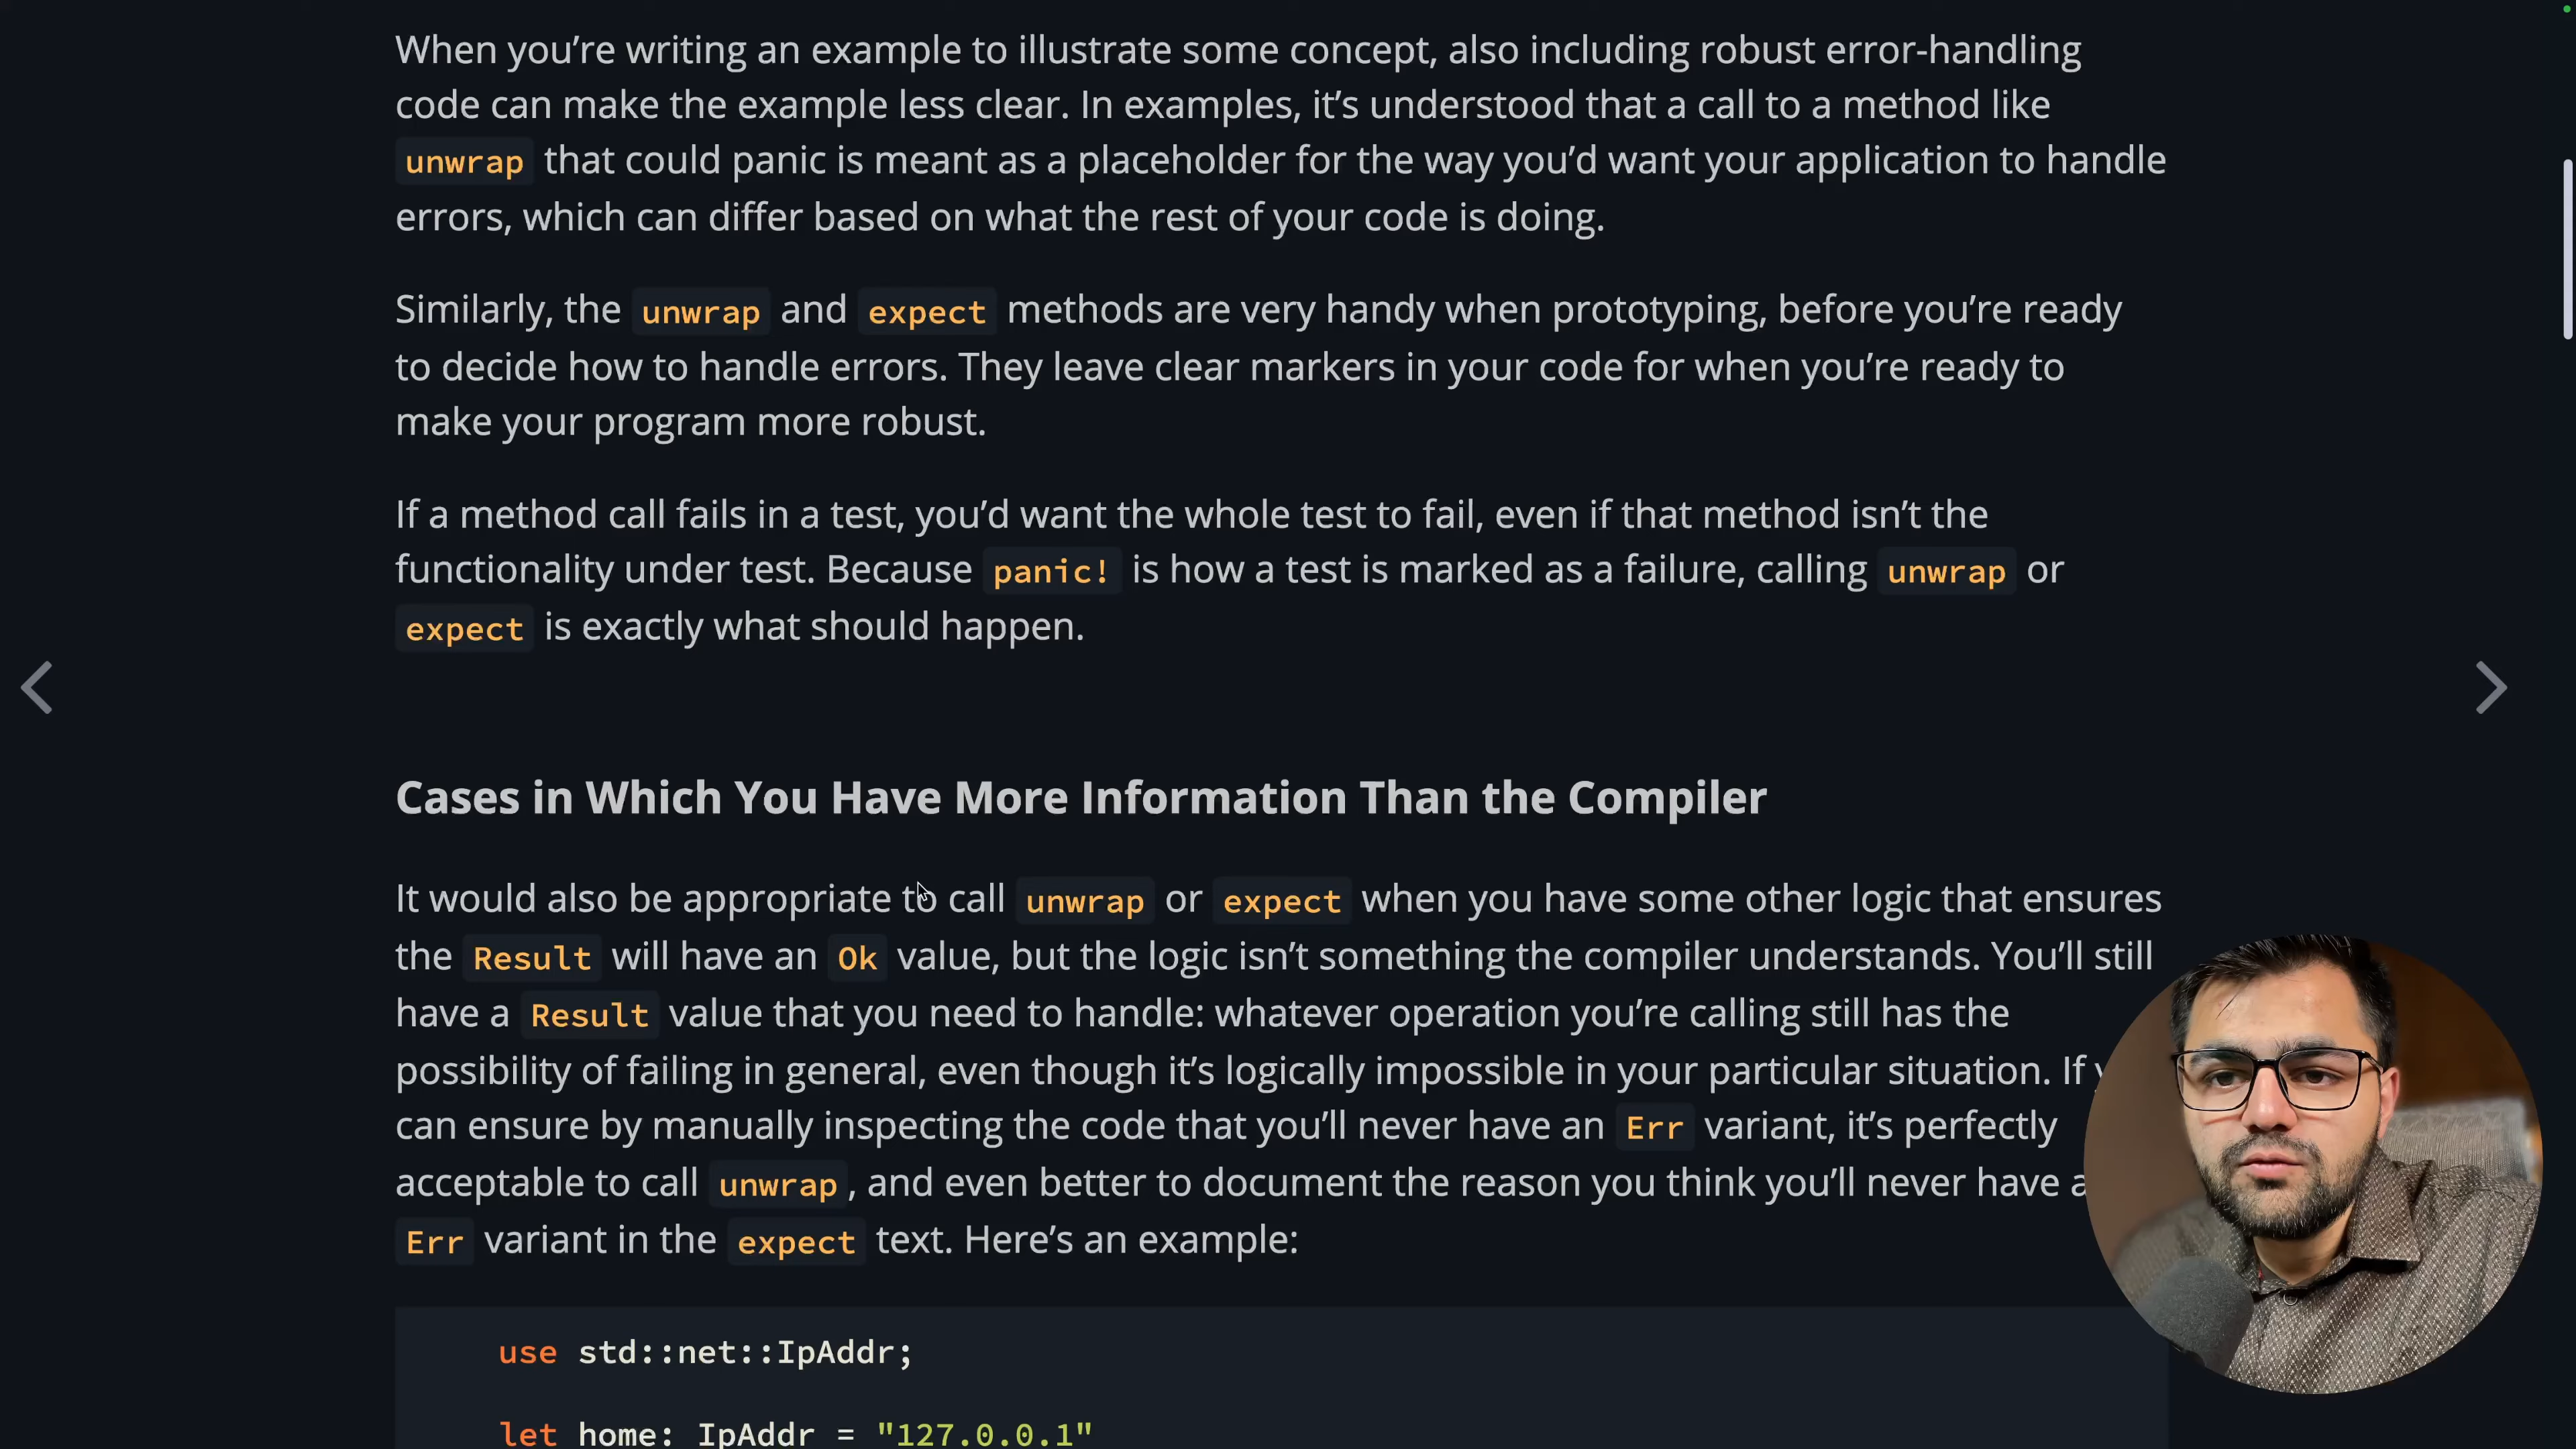 When you’re writing an example to illustrate some concept, also including robust error-handling
code can make the example less clear. In examples, it’s understood that a call to a method like
unwrap that could panic is meant as a placeholder for the way you’d want your application to handle
errors, which can differ based on what the rest of your code is doing.
Similarly, the unwrap and expect methods are very handy when prototyping, before you’re ready
to decide how to handle errors. They leave clear markers in your code for when you’re ready to
make your program more robust.
If a method call fails in a test, you’d want the whole test to fail, even if that method isn’t the
functionality under test. Because panic! is how a test is marked as a failure, calling unwrap or
expect is exactly what should happen.
Cases in Which You Have More Information Than the Compiler
It would also be appropriate to call unwrap or expect when you have some other logic that ensures
the Result will have an Ok value, but the logic isn’t something the compiler understands. You’ll still
have a Result value that you need to handle: whatever operation you’re calling still has the
possibility of failing in general, even though it’s logically impossible in your particular situation. If
can ensure by manually inspecting the code that you’ll never have an Err variant, it’s perfectly
acceptable to call unwrap, and even better to document the reason you think you’ll never have
Err variant in the expect text. Here’s an example:
use std::net::IpAddr;
let home: IpAddr = "127.0.0.1"